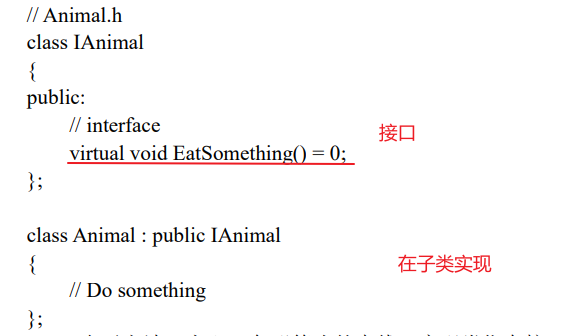 // Animal.h
class IAnimal
{
public:
// interface
接口
virtual void EatSomething() = 0;
};
class Animal : public IAnimal
{
在子类实现
// Do something
};